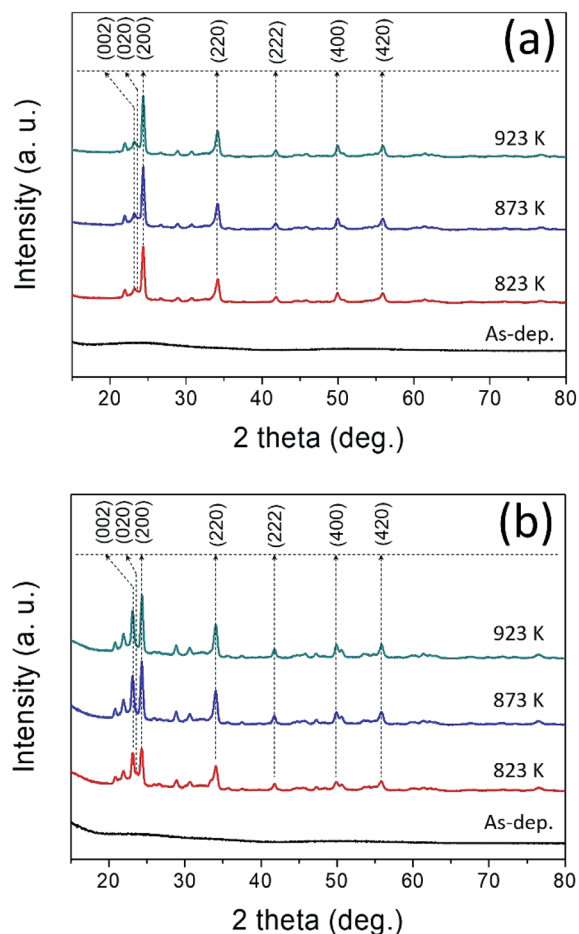 (002)
(020)
(200)
(220)
(222)
(400)
(420)
(a)
Intensity (a. u.)
923 K
873 K
823 K
As-dep.
20 30 40 50 60 70 80
2 theta (deg.)
(002)
(020)
(200)
(220)
(222)
(400)
(420)
(b)
Intensity (a. u.)
923 K
873 K
823 K
As-dep.
20 30 40 50 60 70 80
2 theta (deg.)